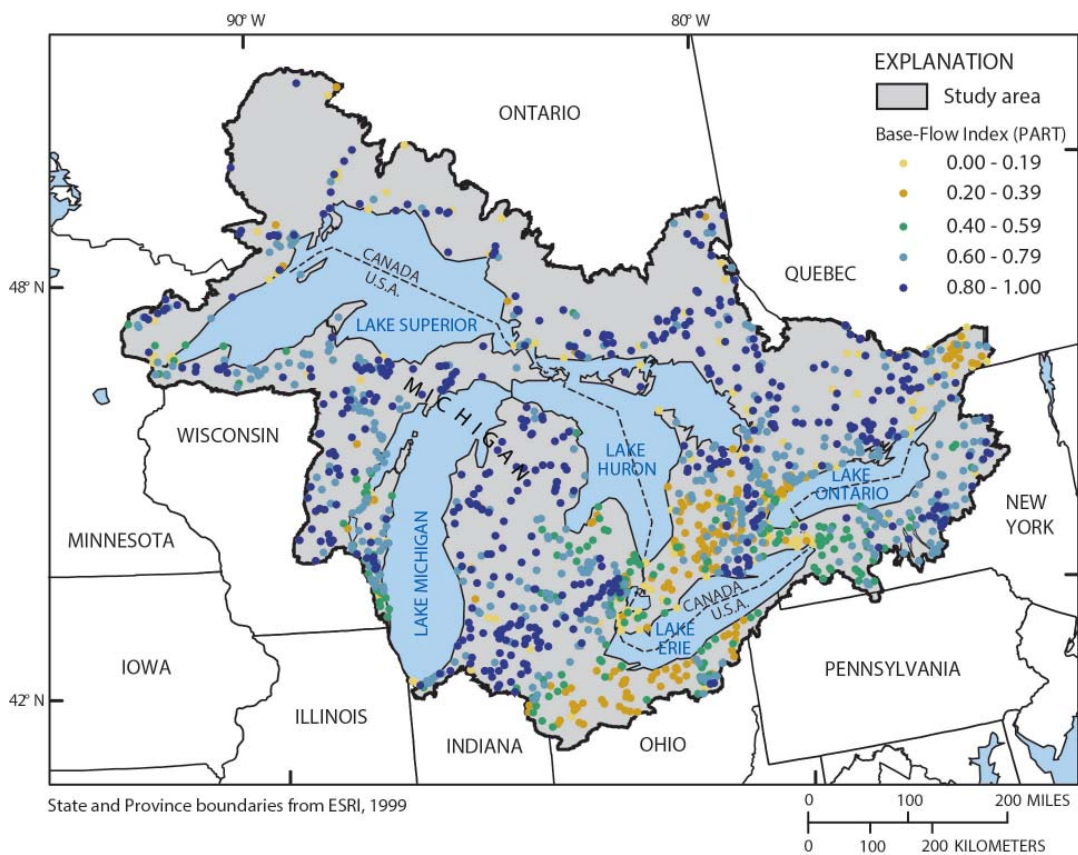 90° W
80° W
EXPLANATION
Study area
Base-Flow Index (PART)
0.00 - 0.19
0.20 - 0.39
0.40 - 0.59
0.60 - 0.79
0.80 - 1.00
ONTARIO
QUEBEC
48° N
CANADA
U.S.A.
LAKE SUPERIOR
MICHIGAN
WISCONSIN
LAKE
HURON
LAKE
ONTARIO
NEW
YORK
MINNESOTA
LAKE MICHIGAN
CANADA
U.S.A.
LAKE
ERIE
IOWA
PENNSYLVANIA
42° N
ILLINOIS
INDIANA
OHIO
State and Province boundaries from ESRI, 1999
0 100 200 MILES
0 100 200 KILOMETERS